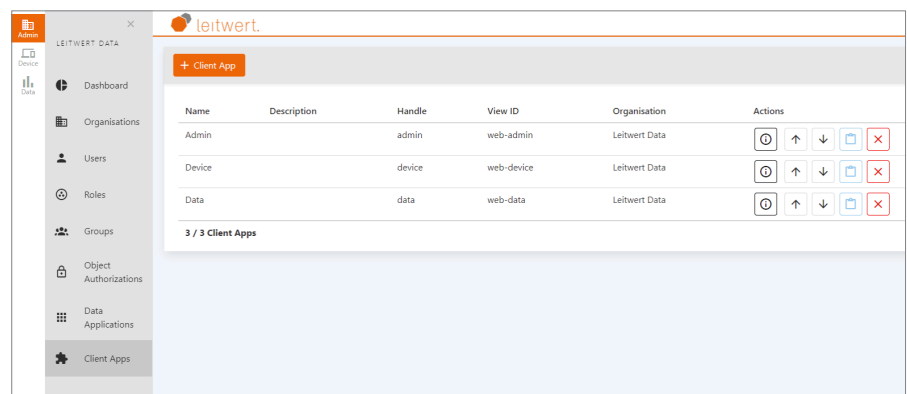 Admin
Device
Data
×
LEITWERT DATA
Dashboard
Organisations
Users
Roles
Groups
Object
Authorizations
Data
Applications
Client Apps
leitwert.
+ Client App
Name Description Handle View ID Organisation Actions
Admin admin web-admin Leitwert Data
Device device web-device Leitwert Data
Data data web-data Leitwert Data
3 / 3 Client Apps